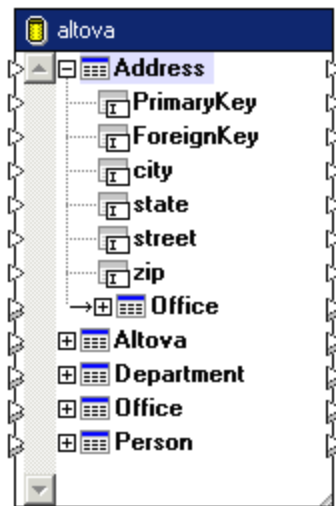 altova
Address
PrimaryKey
ForeignKey
city
state
street
zip
Office
Altova
Department
Office
Person